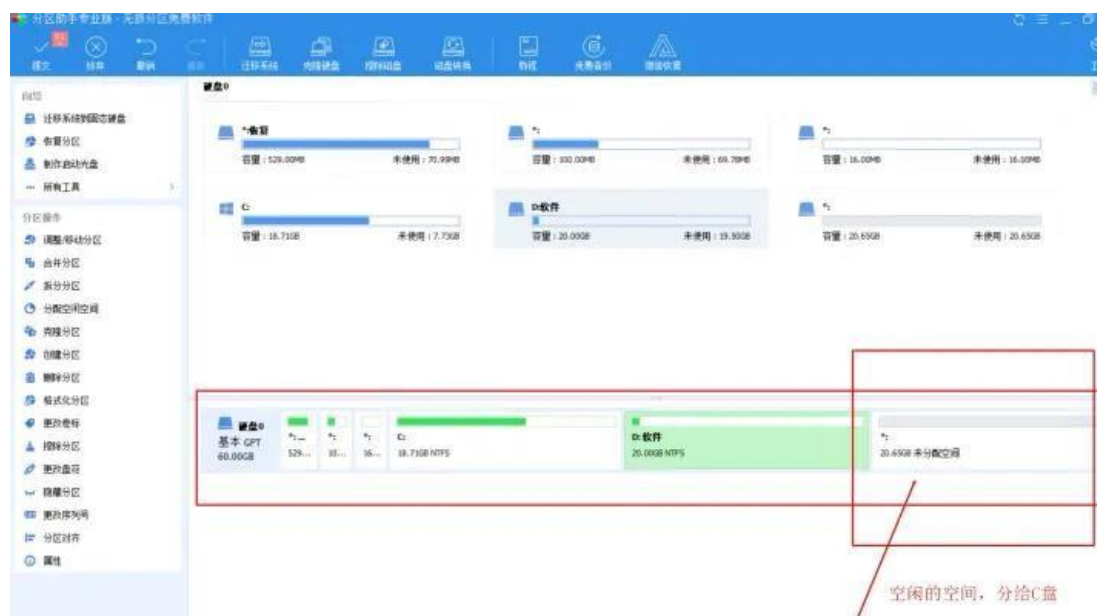 分区助手专业版 - 无损分区免费软件
提交
放弃
撤销
迁移系统
克隆硬盘
擦除磁盘
磁盘转换
教程
免费备份
向导
迁移系统到固态硬盘
恢复分区
制作启动光盘
所有工具
分区操作
调整/移动分区
合并分区
拆分分区
分配空闲空间
克隆分区
创建分区
删除分区
格式化分区
更改卷标
擦除分区
更改盘符
隐藏分区
更改序列号
分区对齐
属性
硬盘0
*:恢复
容量：529.00MB 未使用：70.99MB
*:
容量：100.00MB 未使用：69.78MB
*:
容量：16.00MB 未使用：16.00MB
C:
容量：18.71GB 未使用：7.73GB
D:软件
容量：20.00GB 未使用：19.50GB
*:
容量：20.65GB 未使用：20.65GB
硬盘0
基本 GPT
60.00GB
*:...
529...
*:
10...
*:
16...
C:
18.71GB NTFS
D: 软件
20.00GB NTFS
*:
20.65GB 未分配空间
空闲的空间，分给C盘